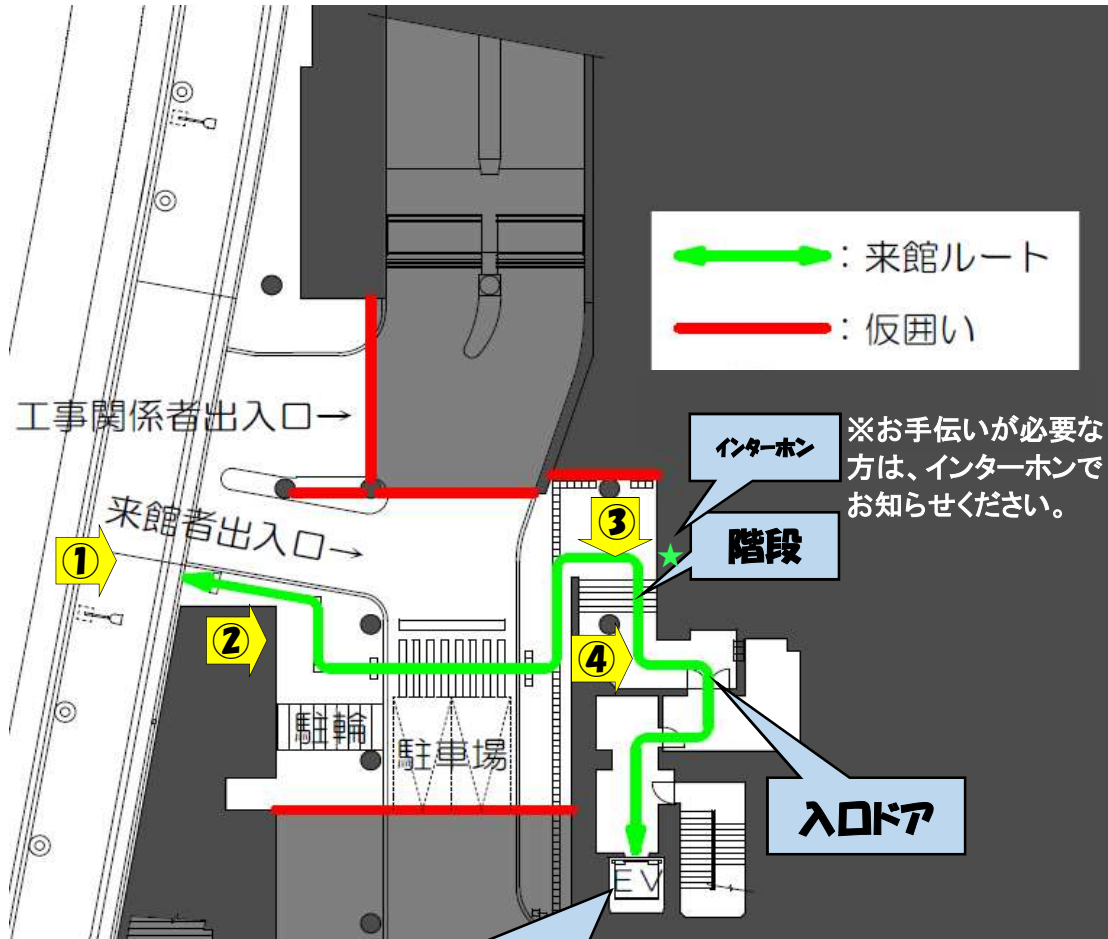 ：来館ルート
：仮囲い
工事関係者出入口→
インターホン
※お手伝いが必要な
方は、インターホンで
お知らせください。
来館者出入口→
③
階段
①
②
④
駐輪
駐車場
入口ドア
EV